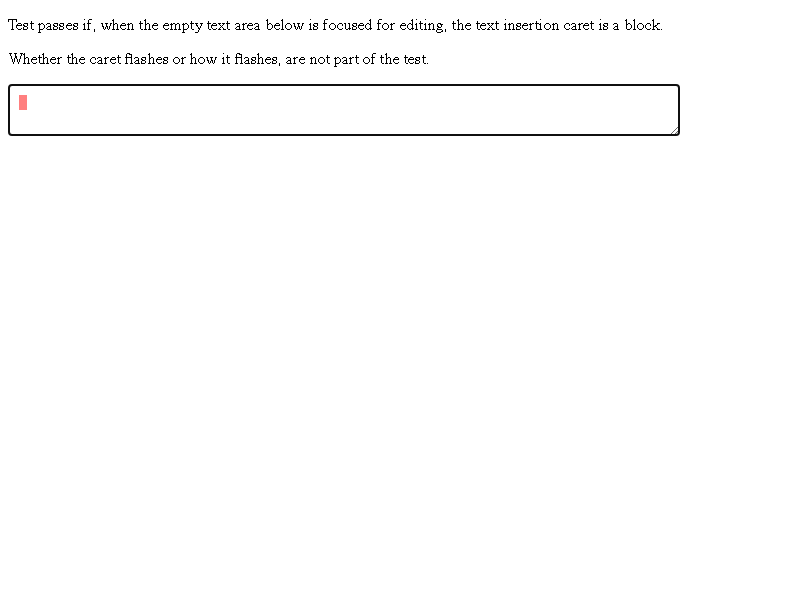 Test passes if, when the empty text area below is focused for editing, the text insertion caret is a block.
Whether the caret flashes or how it flashes, are not part of the test.